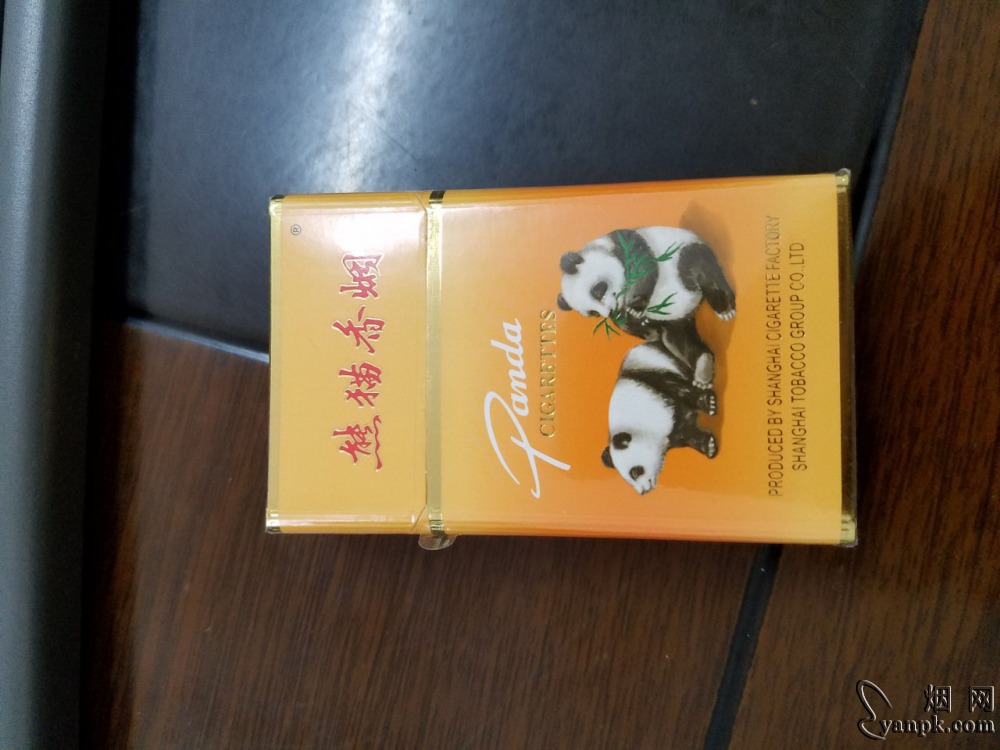 熊猫香烟
®
Panda
CIGARETTES
PRODUCED BY SHANGHAI CIGARETTE FACTORY
SHANGHAI TOBACCO GROUP CO.,LTD
烟网
yanpk.com